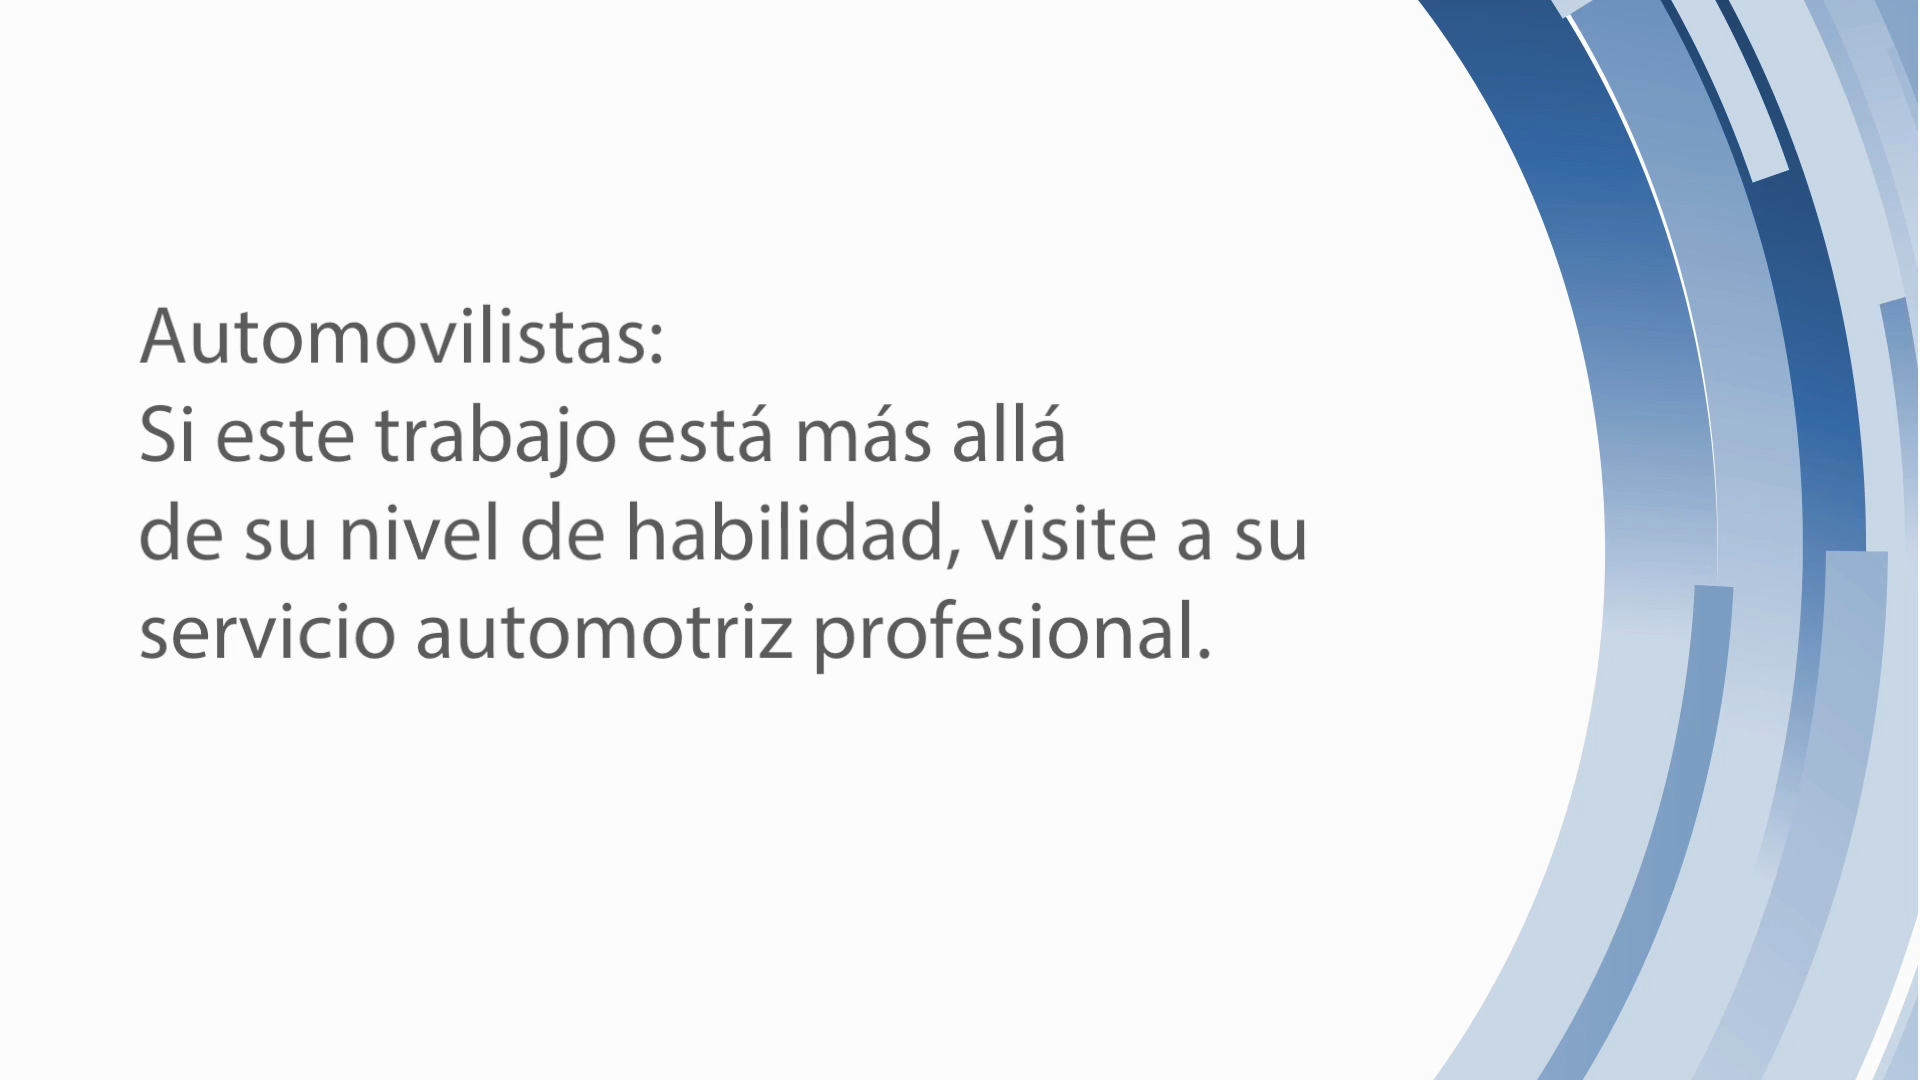 Automovilistas:
Si este trabajo está más allá
de su nivel de habilidad, visite a su
servicio automotriz profesional.